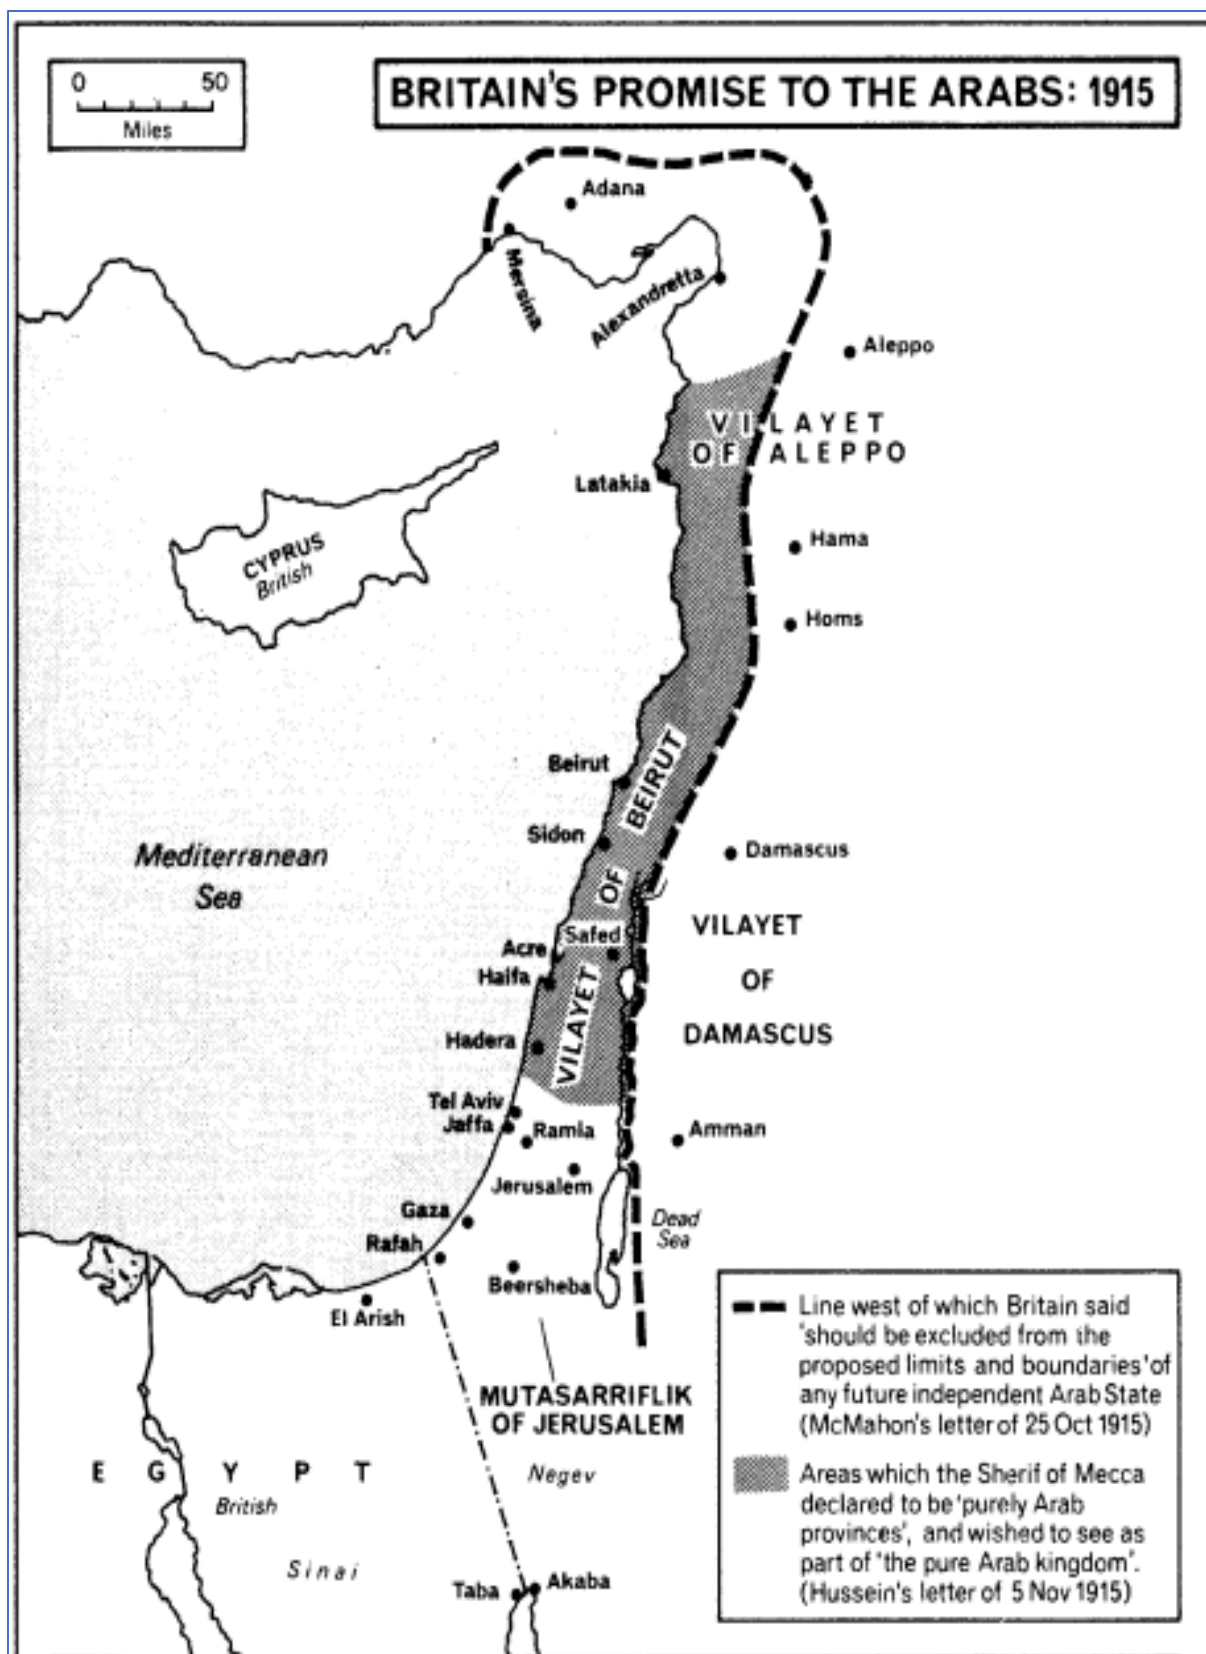 0 50
Miles
BRITAIN'S PROMISE TO THE ARABS: 1915
Adana
Mersina
Alexandretta
Aleppo
VILAYET
OF ALEPPO
Latakia
CYPRUS
British
Hama
Homs
Beirut
Sidon
Mediterranean
Sea
Damascus
VILAYET OF BEIRUT
Safed
Acre
Haifa
VILAYET
OF
DAMASCUS
Hadera
Tel Aviv
Jaffa
Ramla
Amman
Jerusalem
Gaza
Dead
Sea
Rafah
Beersheba
El Arish
MUTASARRIFLIK
OF JERUSALEM
EGYPT
British
Negev
Sinai
Taba
Akaba
Line west of which Britain said
'should be excluded from the
proposed limits and boundaries' of
any future independent Arab State
(McMahon's letter of 25 Oct 1915)
Areas which the Sherif of Mecca
declared to be 'purely Arab
provinces', and wished to see as
part of 'the pure Arab kingdom'.
(Hussein's letter of 5 Nov 1915)